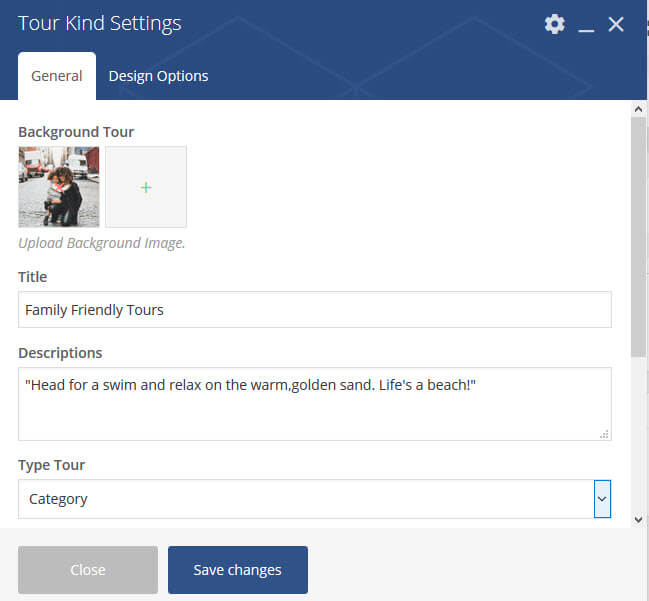 Tour Kind Settings
General
Design Options
Background Tour
+
Upload Background Image.
Title
Family Friendly Tours
Descriptions
"Head for a swim and relax on the warm,golden sand. Life's a beach!"
Type Tour
Category
Close
Save changes